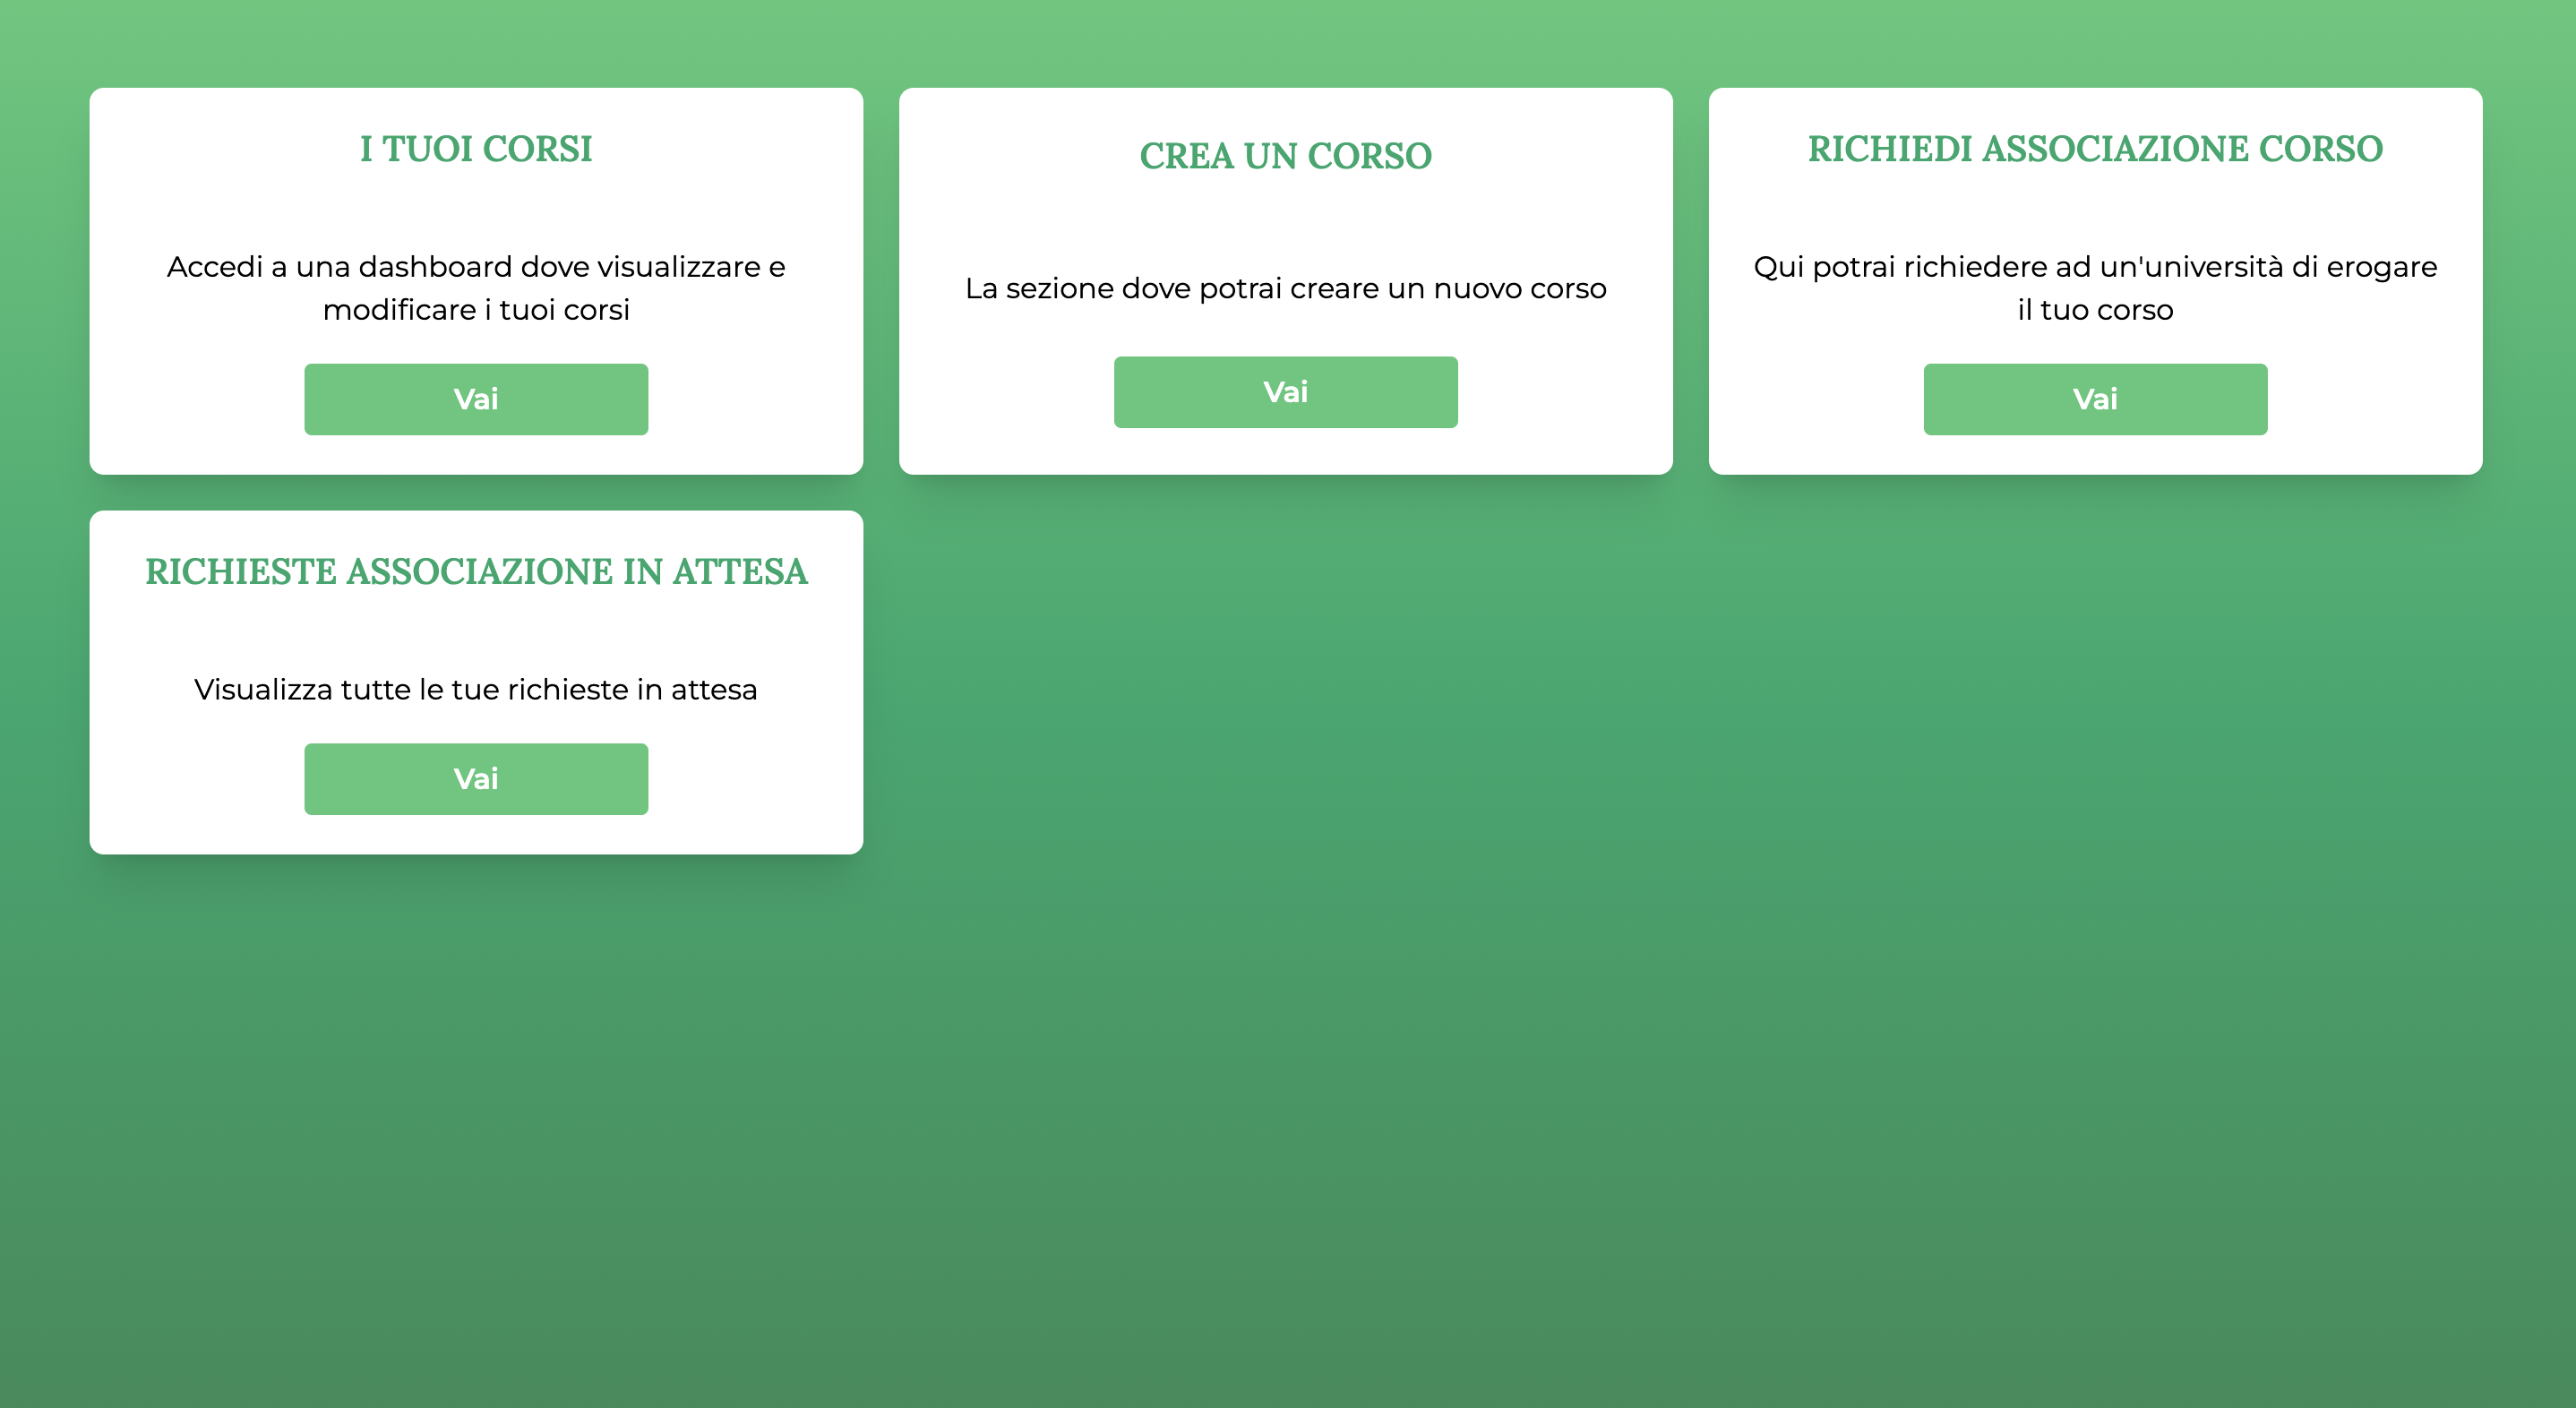 I TUOI CORSI
Accedi a una dashboard dove visualizzare e
modificare i tuoi corsi
Vai
CREA UN CORSO
La sezione dove potrai creare un nuovo corso
Vai
RICHIEDI ASSOCIAZIONE CORSO
Qui potrai richiedere ad un'università di erogare
il tuo corso
Vai
RICHIESTE ASSOCIAZIONE IN ATTESA
Visualizza tutte le tue richieste in attesa
Vai